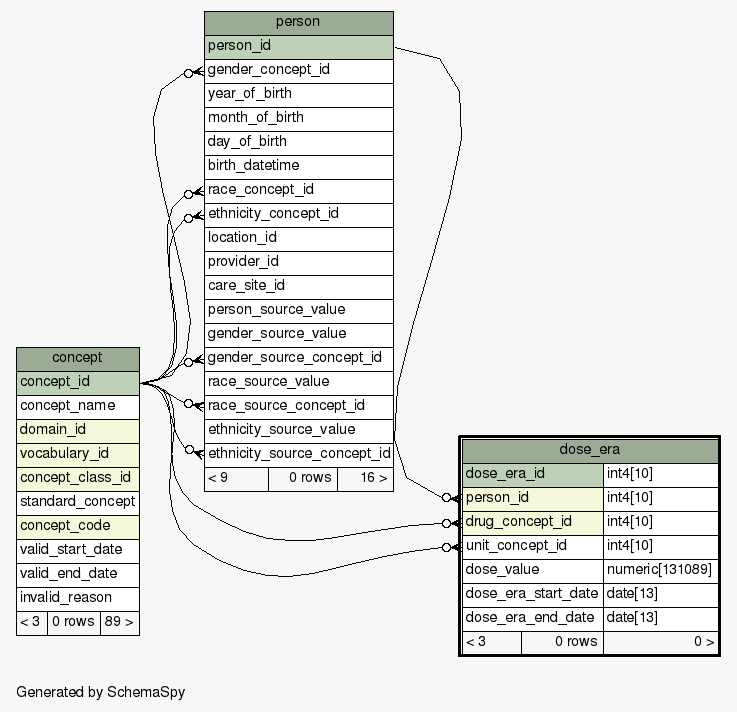 person
person_id
gender_concept_id
year_of_birth
month_of_birth
day_of_birth
birth_datetime
race_concept_id
ethnicity_concept_id
location_id
provider_id
care_site_id
person_source_value
gender_source_value
gender_source_concept_id
race_source_value
race_source_concept_id
ethnicity_source_value
ethnicity_source_concept_id
< 9 0 rows 16 >
concept
concept_id
concept_name
domain_id
vocabulary_id
concept_class_id
standard_concept
concept_code
valid_start_date
valid_end_date
invalid_reason
< 3 0 rows 89 >
dose_era
dose_era_id int4[10]
person_id int4[10]
drug_concept_id int4[10]
unit_concept_id int4[10]
dose_value numeric[131089]
dose_era_start_date date[13]
dose_era_end_date date[13]
< 3 0 rows 0 >
Generated by SchemaSpy